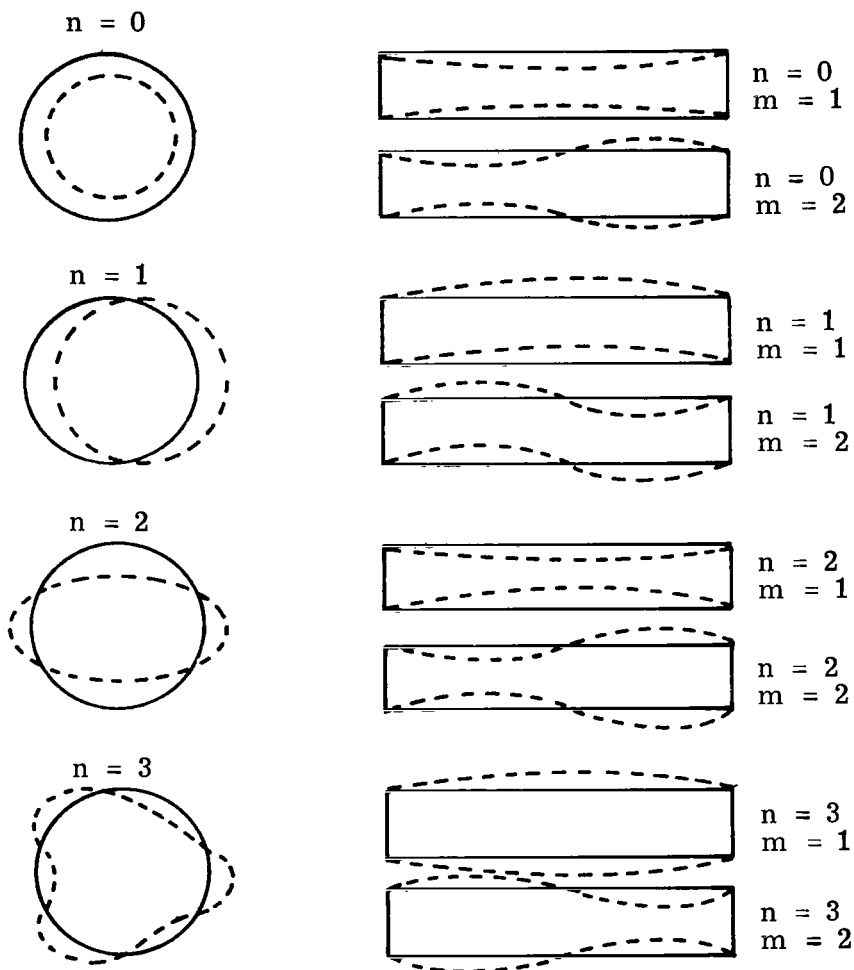 n = 0
n = 0
m = 1
n = 0
m = 2
n = 1
n = 1
m = 1
n = 1
m = 2
n = 2
n = 2
m = 1
n = 2
m = 2
n = 3
n = 3
m = 1
n = 3
m = 2